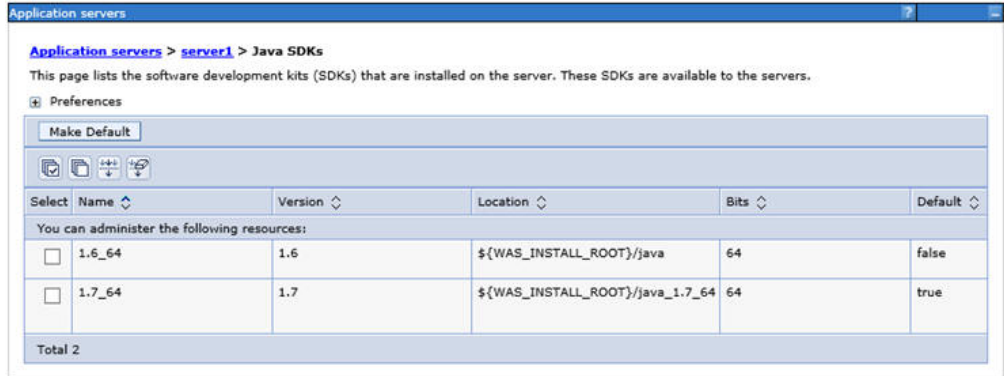 Application servers ?
Application servers > server1 > Java SDKs
This page lists the software development kits (SDKs) that are installed on the server. These SDKs are available to the servers.
Preferences
Make Default
Select Name Version Location Bits Default
You can administer the following resources:
1.6_64 1.6 ${WAS_INSTALL_ROOT}/java 64 false
1.7_64 1.7 ${WAS_INSTALL_ROOT}/java_1.7_64 64 true
Total 2